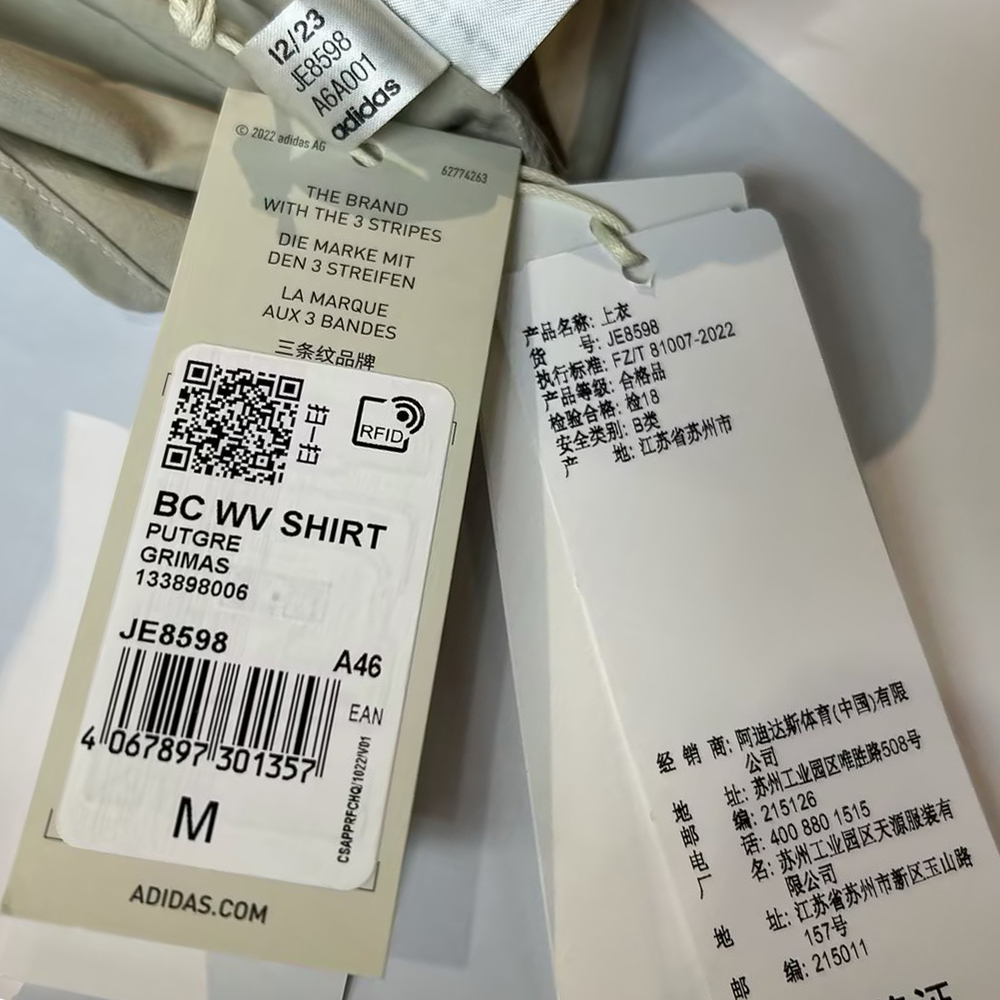 12/23
JE8598
A6A001
adidas
© 2022 adidas AG
62774263
THE BRAND
WITH THE 3 STRIPES
DIE MARKE MIT
DEN 3 STREIFEN
LA MARQUE
AUX 3 BANDES
三条纹品牌
RFID
BC WV SHIRT
PUTGRE
GRIMAS
133898006
JE8598
A46
EAN
4 067897 301357
CSAPPRFCHQ/1022/V01
M
ADIDAS.COM
产品名称: 上衣
货 号: JE8598
执行标准: FZ/T 81007-2022
产品等级: 合格品
检验合格: 检18
安全类别: B类
产 地: 江苏省苏州市
经 销 商: 阿迪达斯体育(中国)有限
公司
地 址: 苏州工业园区唯胜路508号
邮 编: 215126
电 话: 400 880 1515
厂 名: 苏州工业园区天源服装有
限公司
地 址: 江苏省苏州市新区玉山路
157号
邮 编: 215011